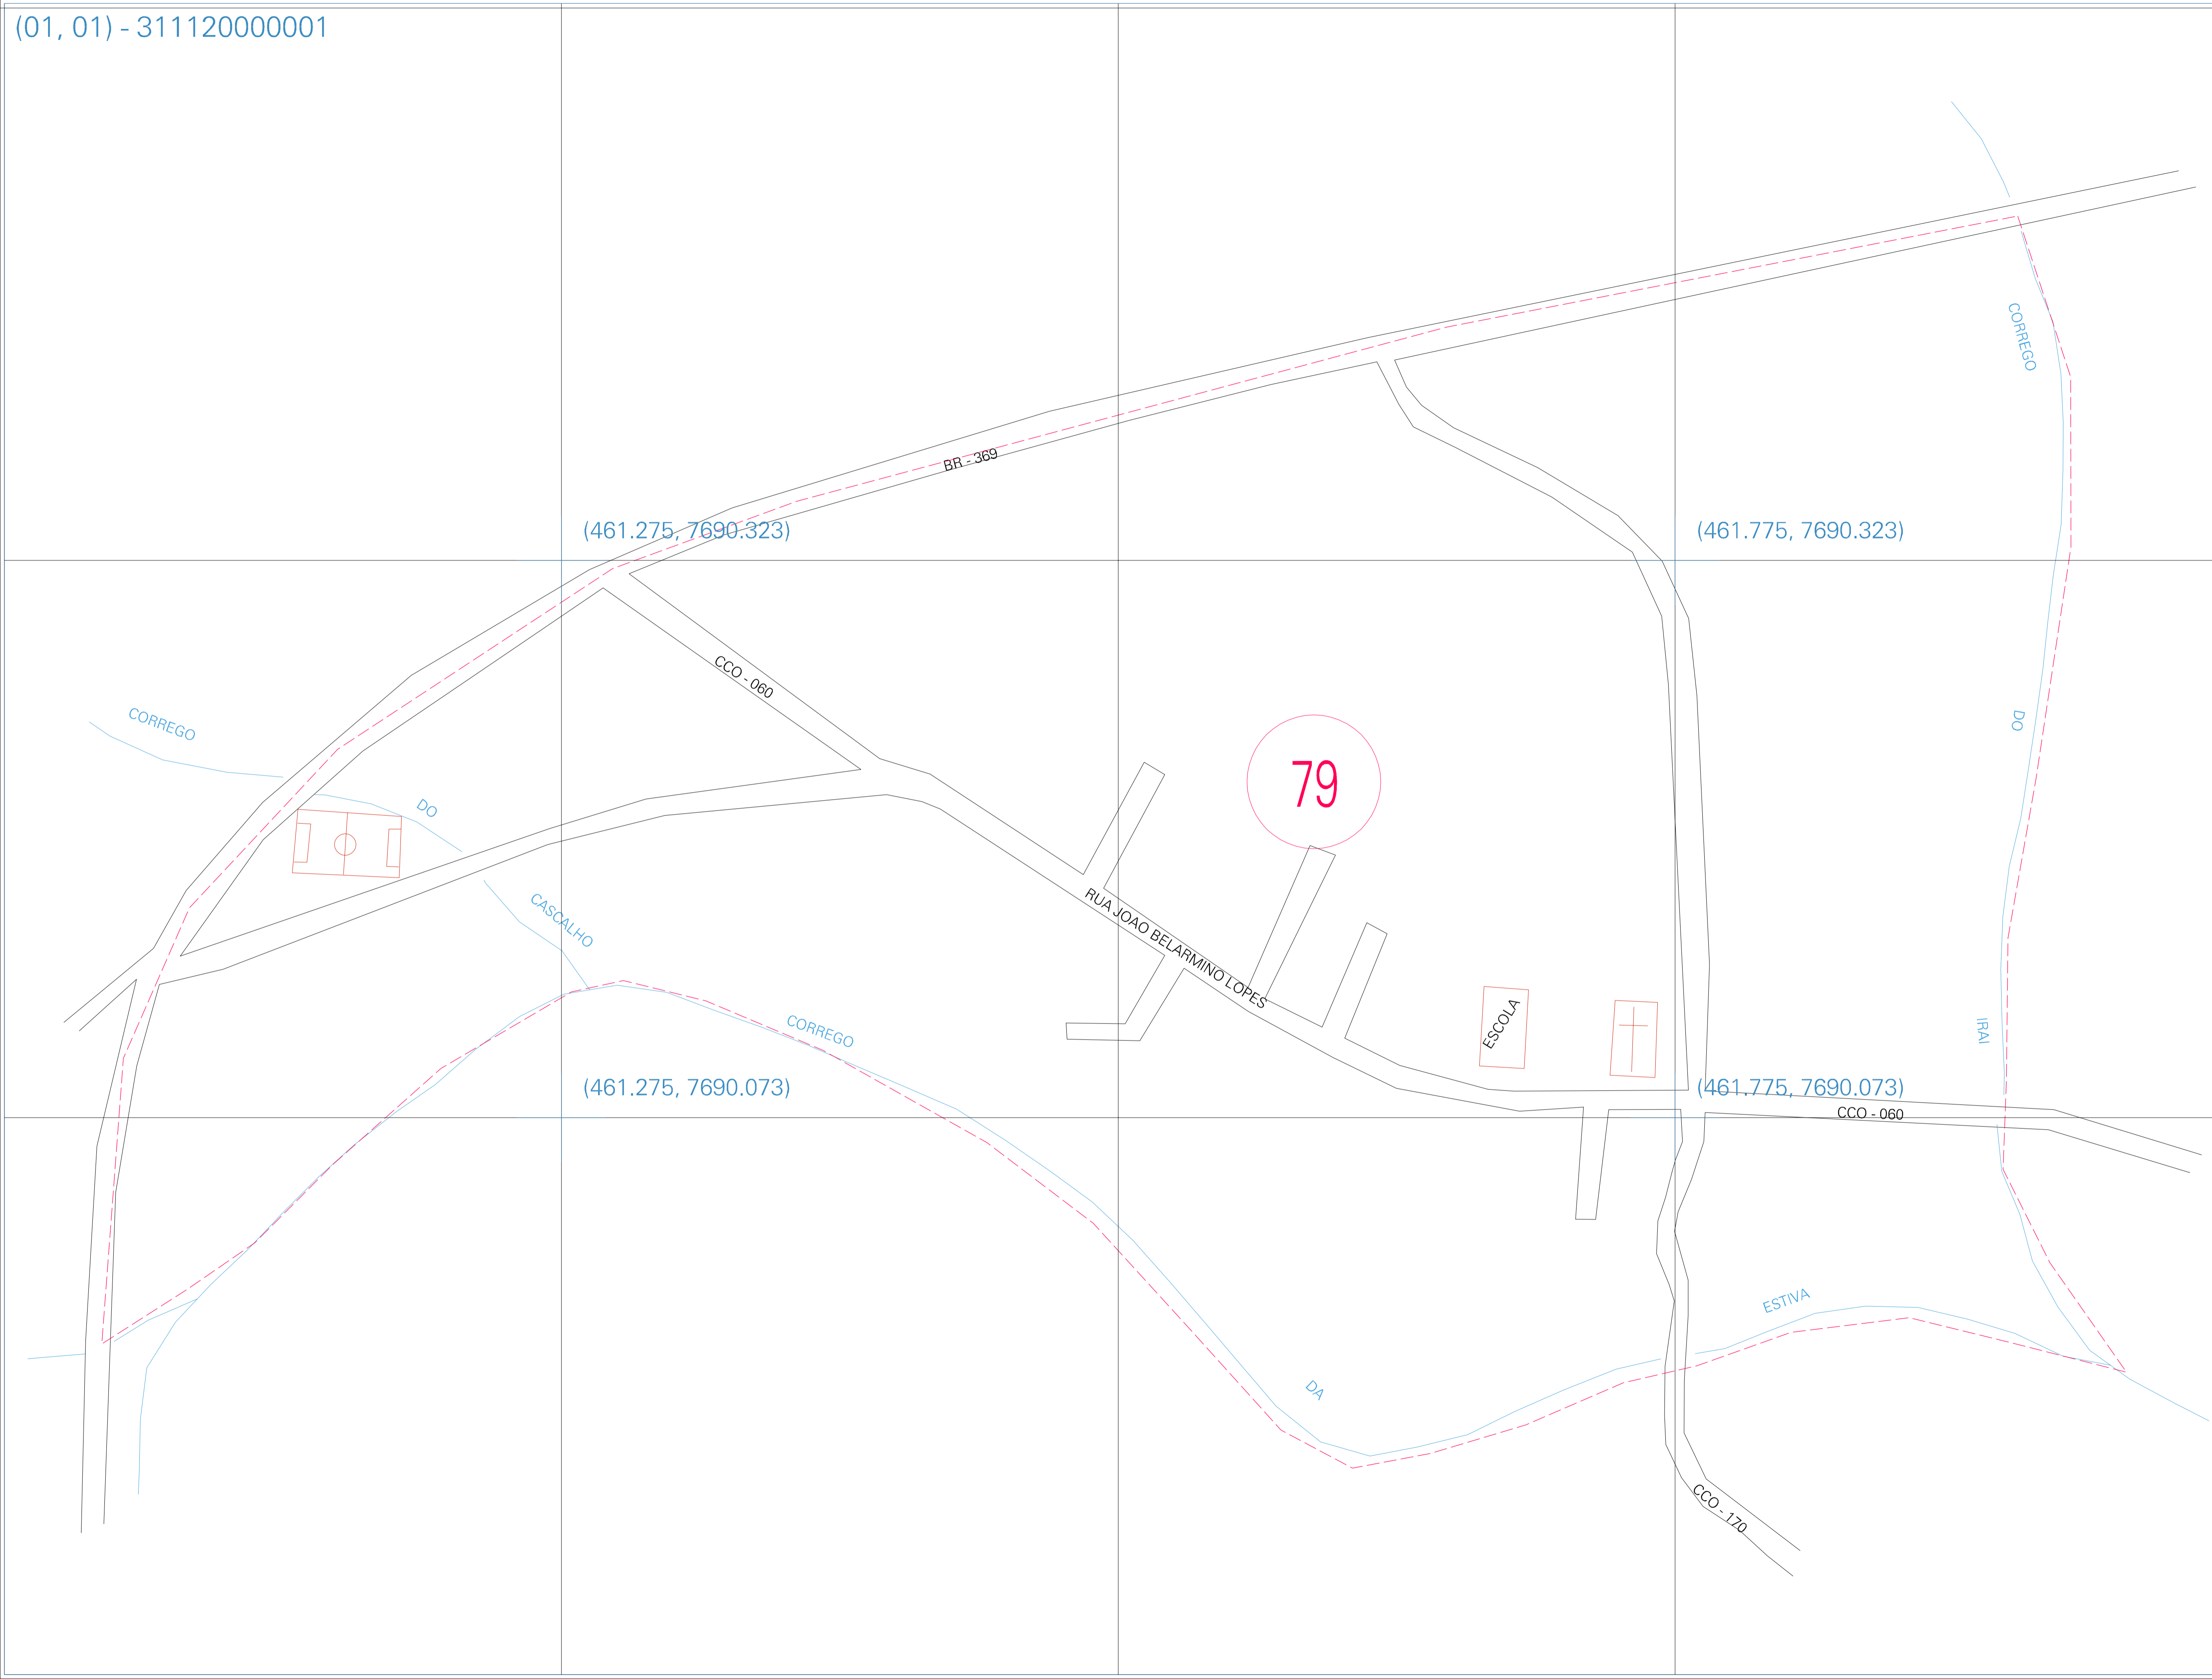 (01, 01) - 311120000001
CORREGO
BR - 369
(461.275, 7690.323)
(461.775, 7690.323)
CCO - 060
CORREGO
DO
79
DO
CASCALHO
RUA JOAO BELARMINO LOPES
ESCOLA
IRAI
CORREGO
(461.275, 7690.073)
(461.775, 7690.073)
CCO - 060
ESTIVA
DA
CCO - 170